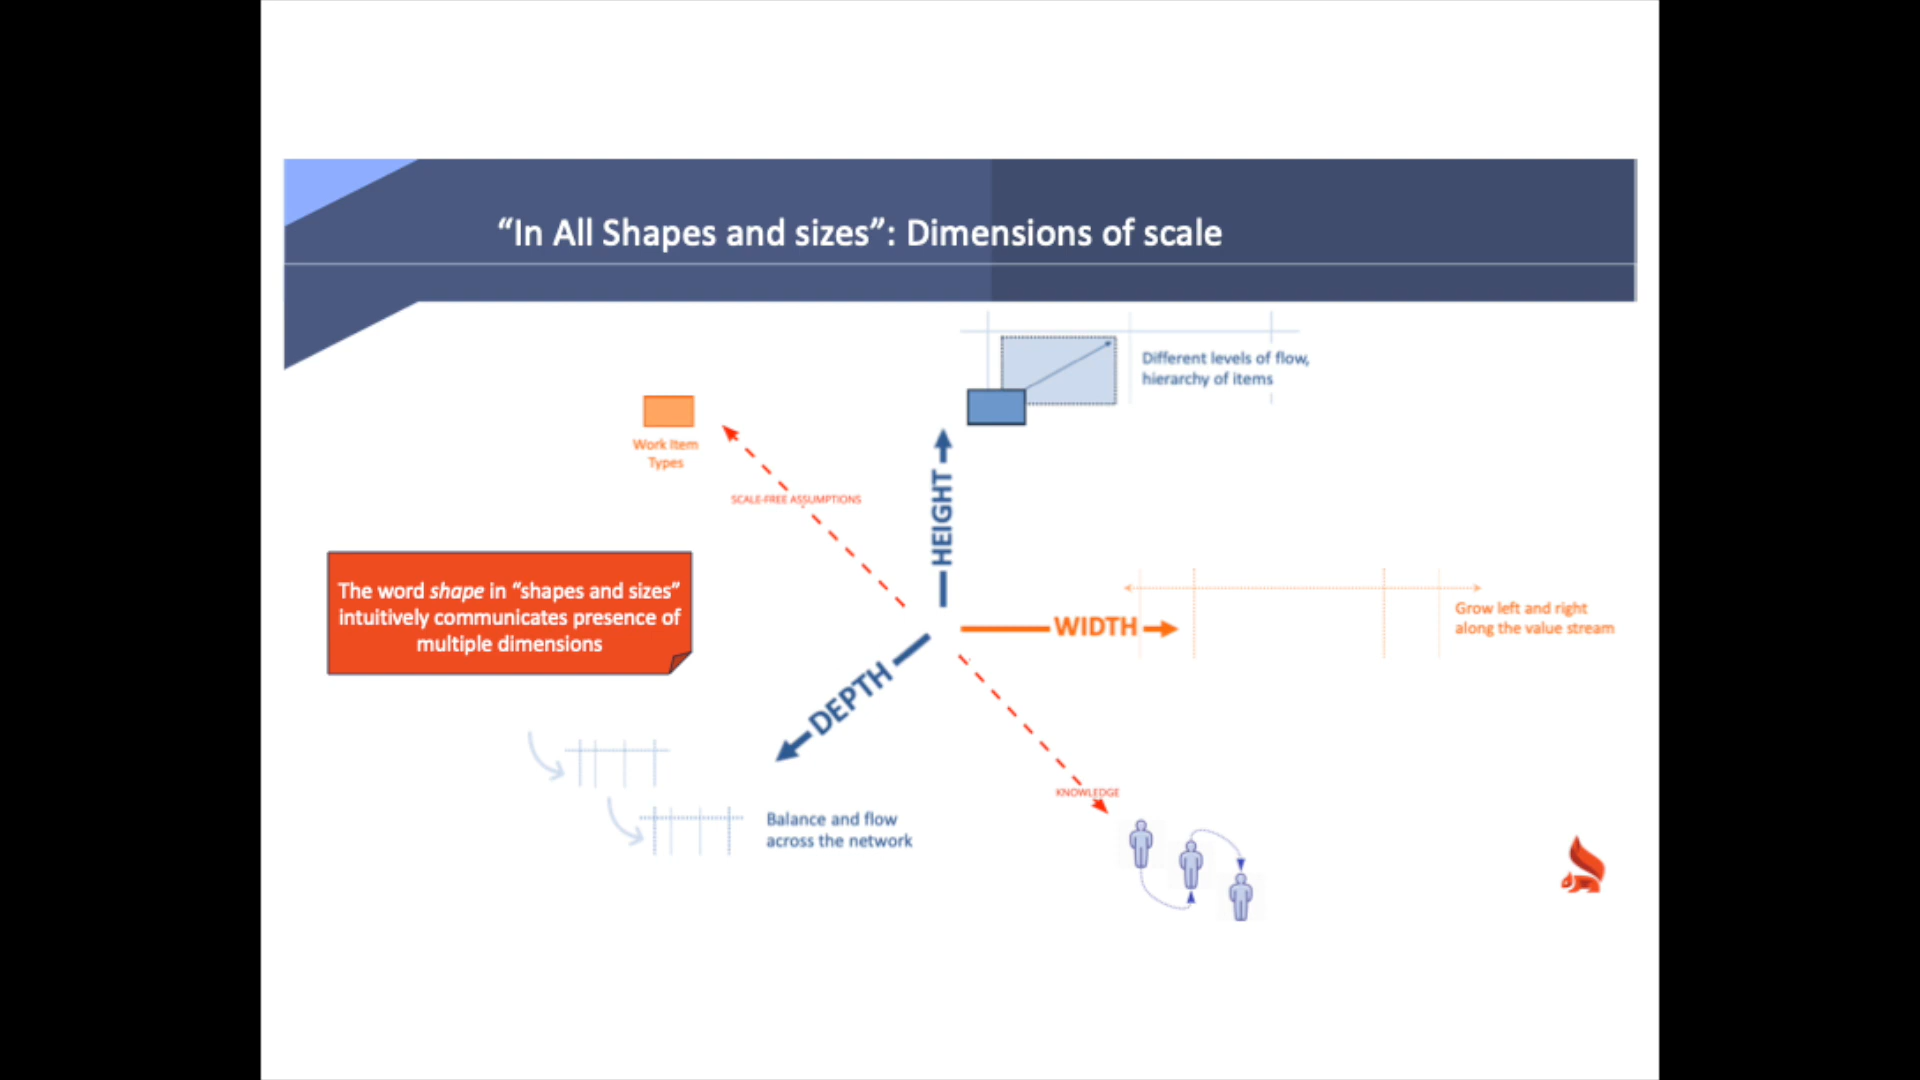 “In All Shapes and sizes”: Dimensions of scale
Different levels of flow,
hierarchy of items
Work Item
Types
SCALE-FREE ASSUMPTIONS
HEIGHT
The word shape in “shapes and sizes”
intuitively communicates presence of
multiple dimensions
WIDTH
Grow left and right
along the value stream
DEPTH
KNOWLEDGE
Balance and flow
across the network